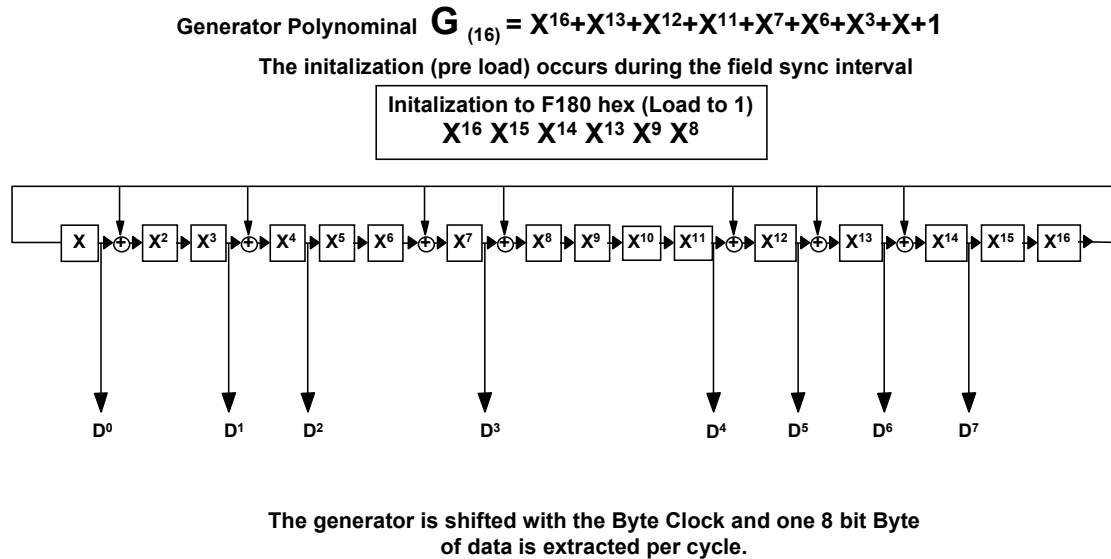 Generator Polynominal G (16) = X¹⁶+X¹³+X¹²+X¹¹+X⁷+X⁶+X³+X+1
The initalization (pre load) occurs during the field sync interval
Initalization to F180 hex (Load to 1)
X¹⁶ X¹⁵ X¹⁴ X¹³ X⁹ X⁸
X X² X³ X⁴ X⁵ X⁶ X⁷ X⁸ X⁹ X¹⁰ X¹¹ X¹² X¹³ X¹⁴ X¹⁵ X¹⁶
D⁰ D¹ D² D³ D⁴ D⁵ D⁶ D⁷
The generator is shifted with the Byte Clock and one 8 bit Byte
of data is extracted per cycle.